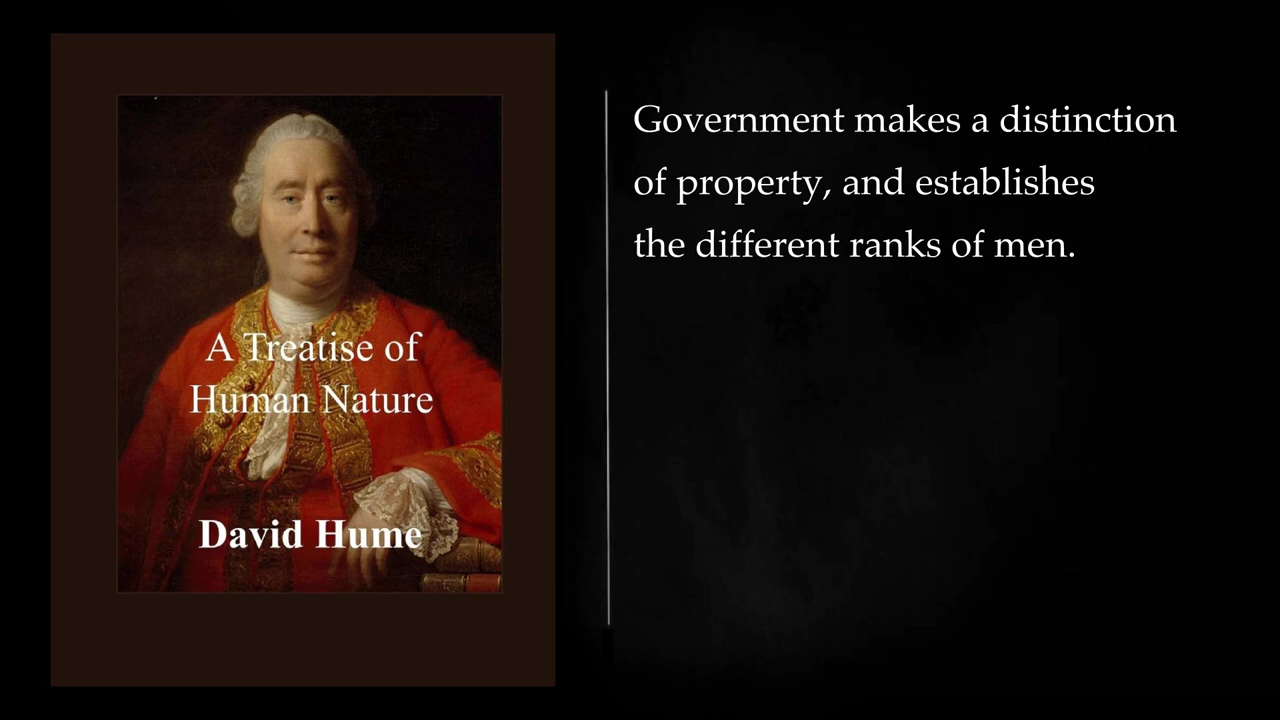 A Treatise of
Human Nature
David Hume
Government makes a distinction
of property, and establishes
the different ranks of men.